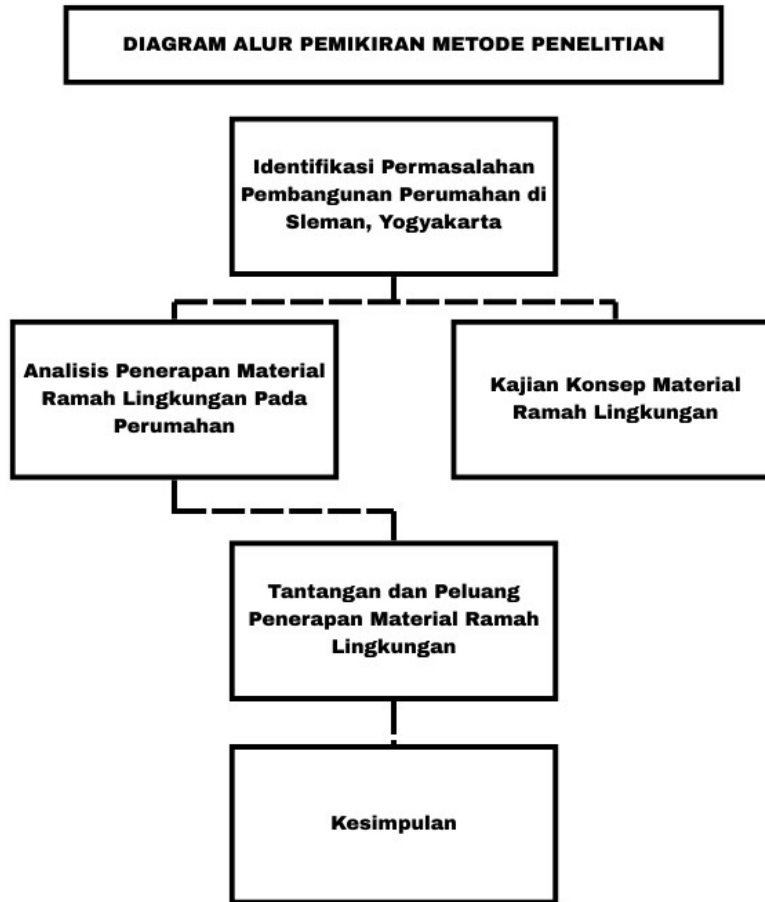 DIAGRAM ALUR PEMIKIRAN METODE PENELITIAN
Identifikasi Permasalahan
Pembangunan Perumahan di
Sleman, Yogyakarta
Analisis Penerapan Material
Ramah Lingkungan Pada
Perumahan
Kajian Konsep Material
Ramah Lingkungan
Tantangan dan Peluang
Penerapan Material Ramah
Lingkungan
Kesimpulan